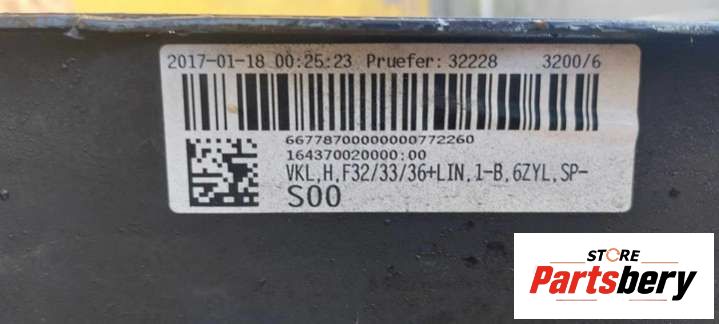 2017-01-18 00:25:23 Pruefer: 32228 3200/6
66778700000000772260
164370020000:00
VKL,H,F32/33/36+LIN,1-B,6ZYL,SP-
S00
STORE
Partsbery